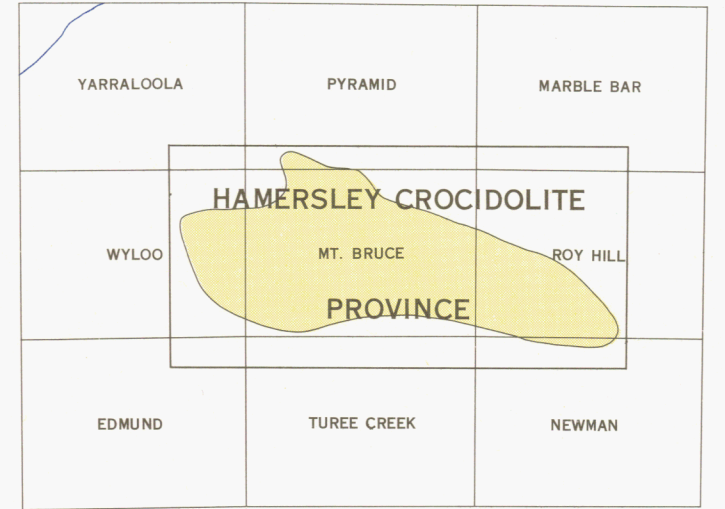 YARRALOOLA
PYRAMID
MARBLE BAR
HAMERSLEY CROCIDOLITE
WYLOO
MT. BRUCE
ROY HILL
PROVINCE
EDMUND
TUREE CREEK
NEWMAN